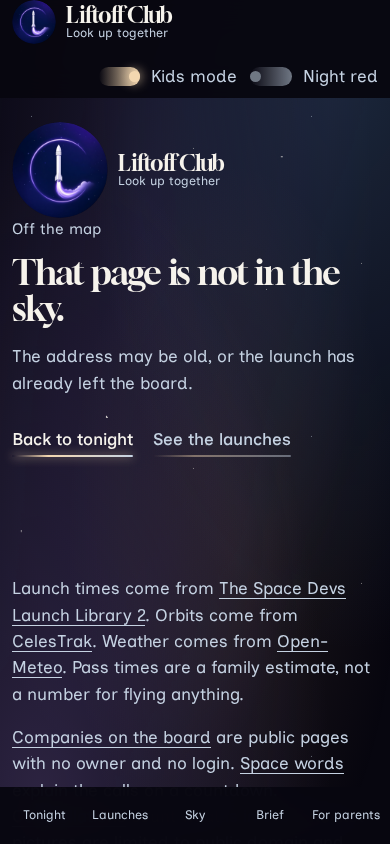 Liftoff Club
Look up together
Kids mode
Night red
Liftoff Club
Look up together
Off the map
That page is not in the
sky.
The address may be old, or the launch has
already left the board.
Back to tonight
See the launches
Launch times come from The Space Devs
Launch Library 2. Orbits come from
CelesTrak. Weather comes from Open-
Meteo. Pass times are a family estimate, not
a number for flying anything.
Companies on the board are public pages
with no owner and no login. Space words
Tonight
Launches
Sky
Brief
For parents